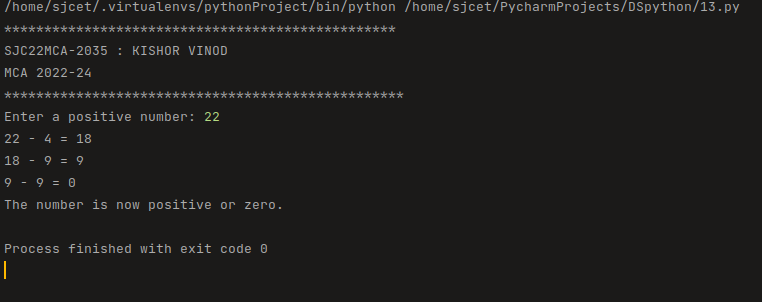 /home/sjcet/.virtualenvs/pythonProject/bin/python /home/sjcet/PycharmProjects/DSpython/13.py
*************************************************
SJC22MCA-2035 : KISHOR VINOD
MCA 2022-24
**************************************************
Enter a positive number: 22
22 - 4 = 18
18 - 9 = 9
9 - 9 = 0
The number is now positive or zero.
Process finished with exit code 0